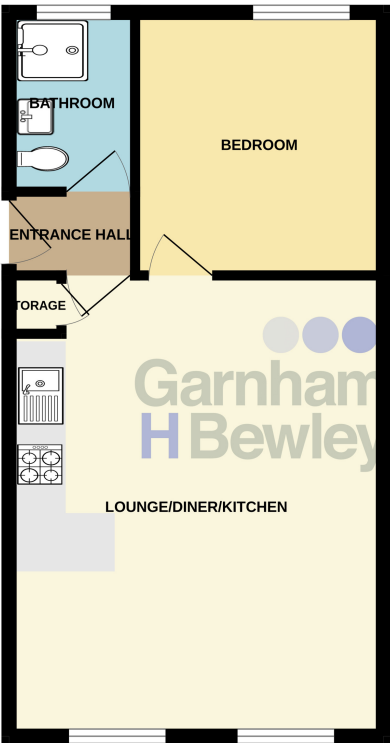 BATHROOM
BEDROOM
ENTRANCE HALL
TORAGE
Garnham
H Bewley
LOUNGE/DINER/KITCHEN